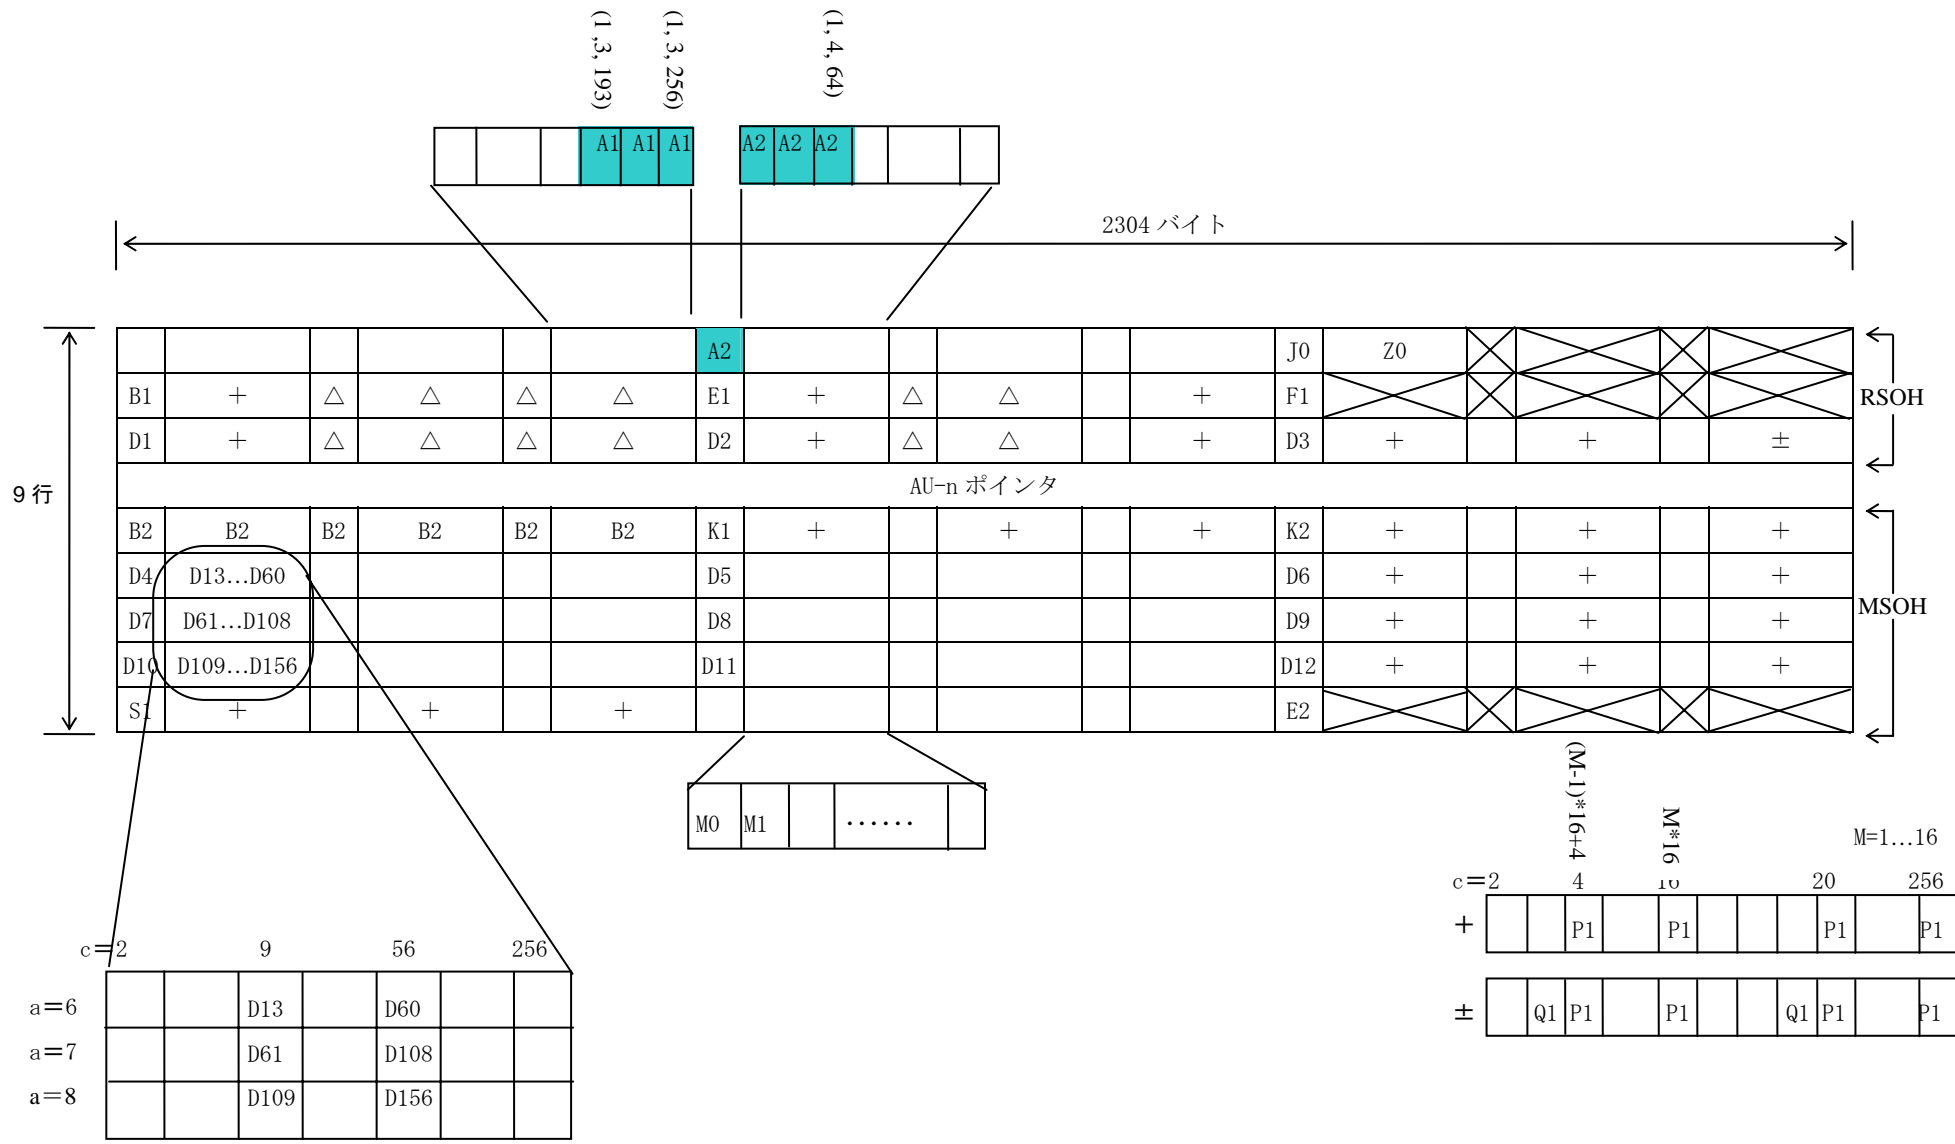 (1 ,3, 193)
(1, 3, 256)
(1, 4, 64)
A1 A1 A1
A2 A2 A2
2304 バイト
A2 J0 Z0
B1 + △ △ △ △ E1 + △ △ + F1
D1 + △ △ △ △ D2 + △ △ + D3 + + ±
RSOH
AU-n ポインタ
9 行
B2 B2 B2 B2 B2 B2 K1 + + + K2 + + +
D4 D13...D60 D5 D6 + + +
D7 D61...D108 D8 D9 + + +
D10 D109...D156 D11 D12 + + +
S1 + + + E2
MSOH
M0 M1 ......
(M-1)*16+4
M*16
M=1...16
c=2 4 16 20 256
+ P1 P1 P1 P1
± Q1 P1 P1 Q1 P1 P1
c=2 9 56 256
a=6 D13 D60
a=7 D61 D108
a=8 D109 D156